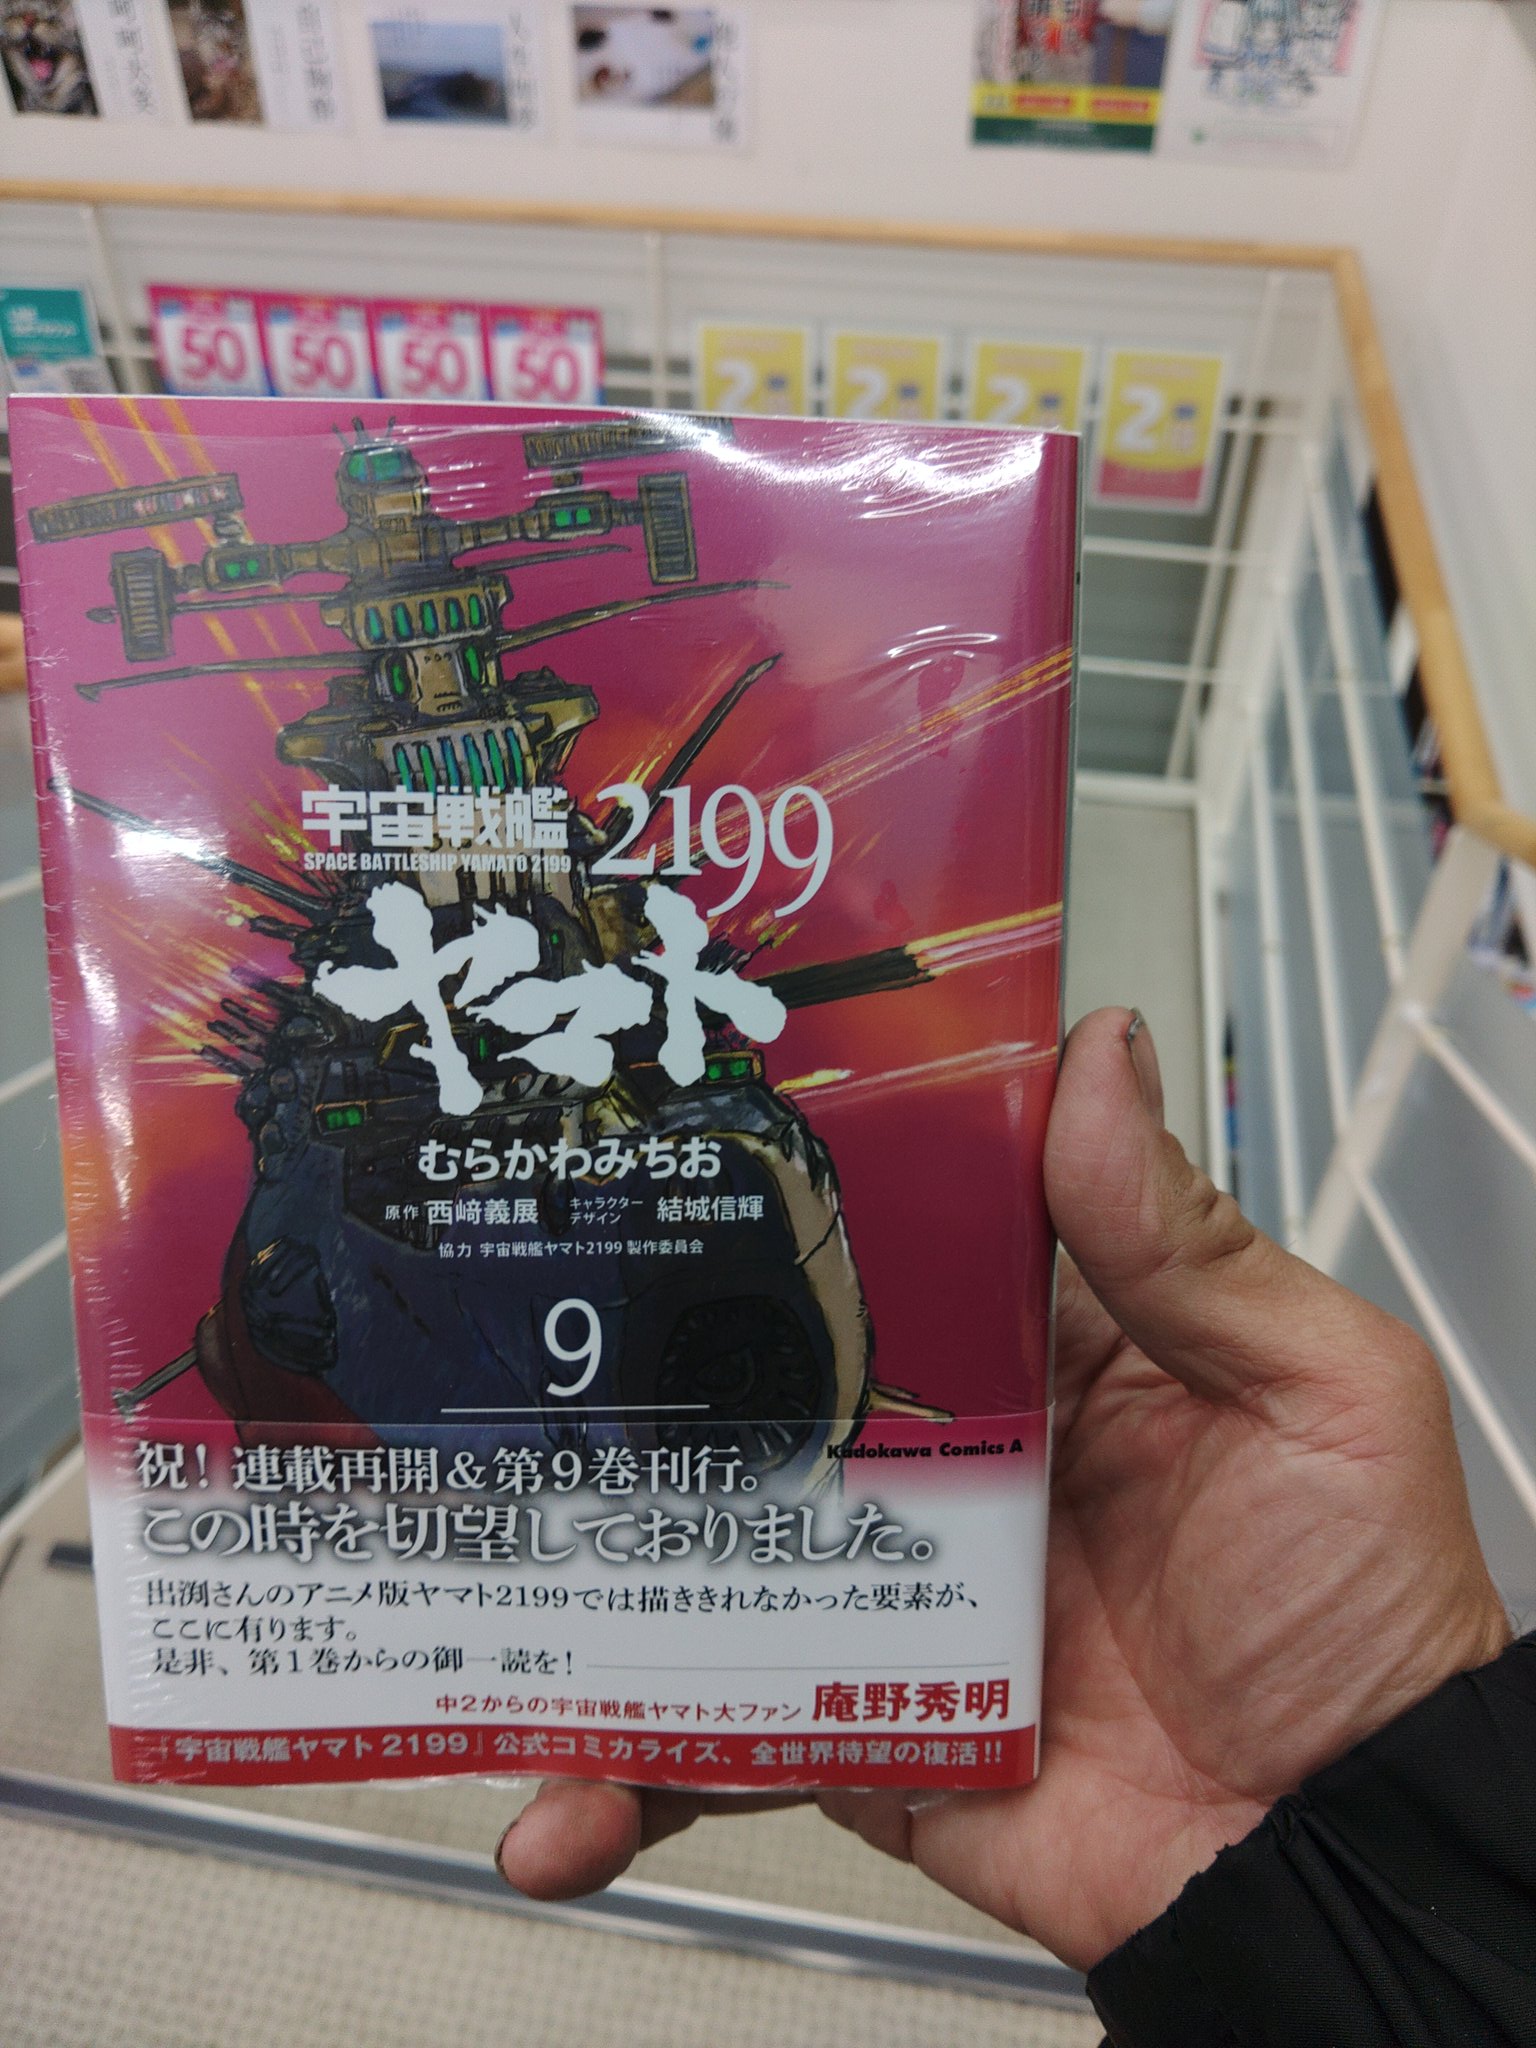 50
50
50
50
2
2
2
2
宇宙戦艦
2199
SPACE BATTLESHIP YAMATO 2199
ヤマト
むらかわみちお
原作 西﨑義展 キャラクターデザイン 結城信輝
協力 宇宙戦艦ヤマト2199 製作委員会
9
Kadokawa Comics A
祝！連載再開＆第9巻刊行。
この時を切望しておりました。
出渕さんのアニメ版ヤマト2199では描ききれなかった要素が、
ここに有ります。
是非、第1巻からの御一読を！
中2からの宇宙戦艦ヤマト大ファン 庵野秀明
『宇宙戦艦ヤマト2199』公式コミカライズ、全世界待望の復活!!